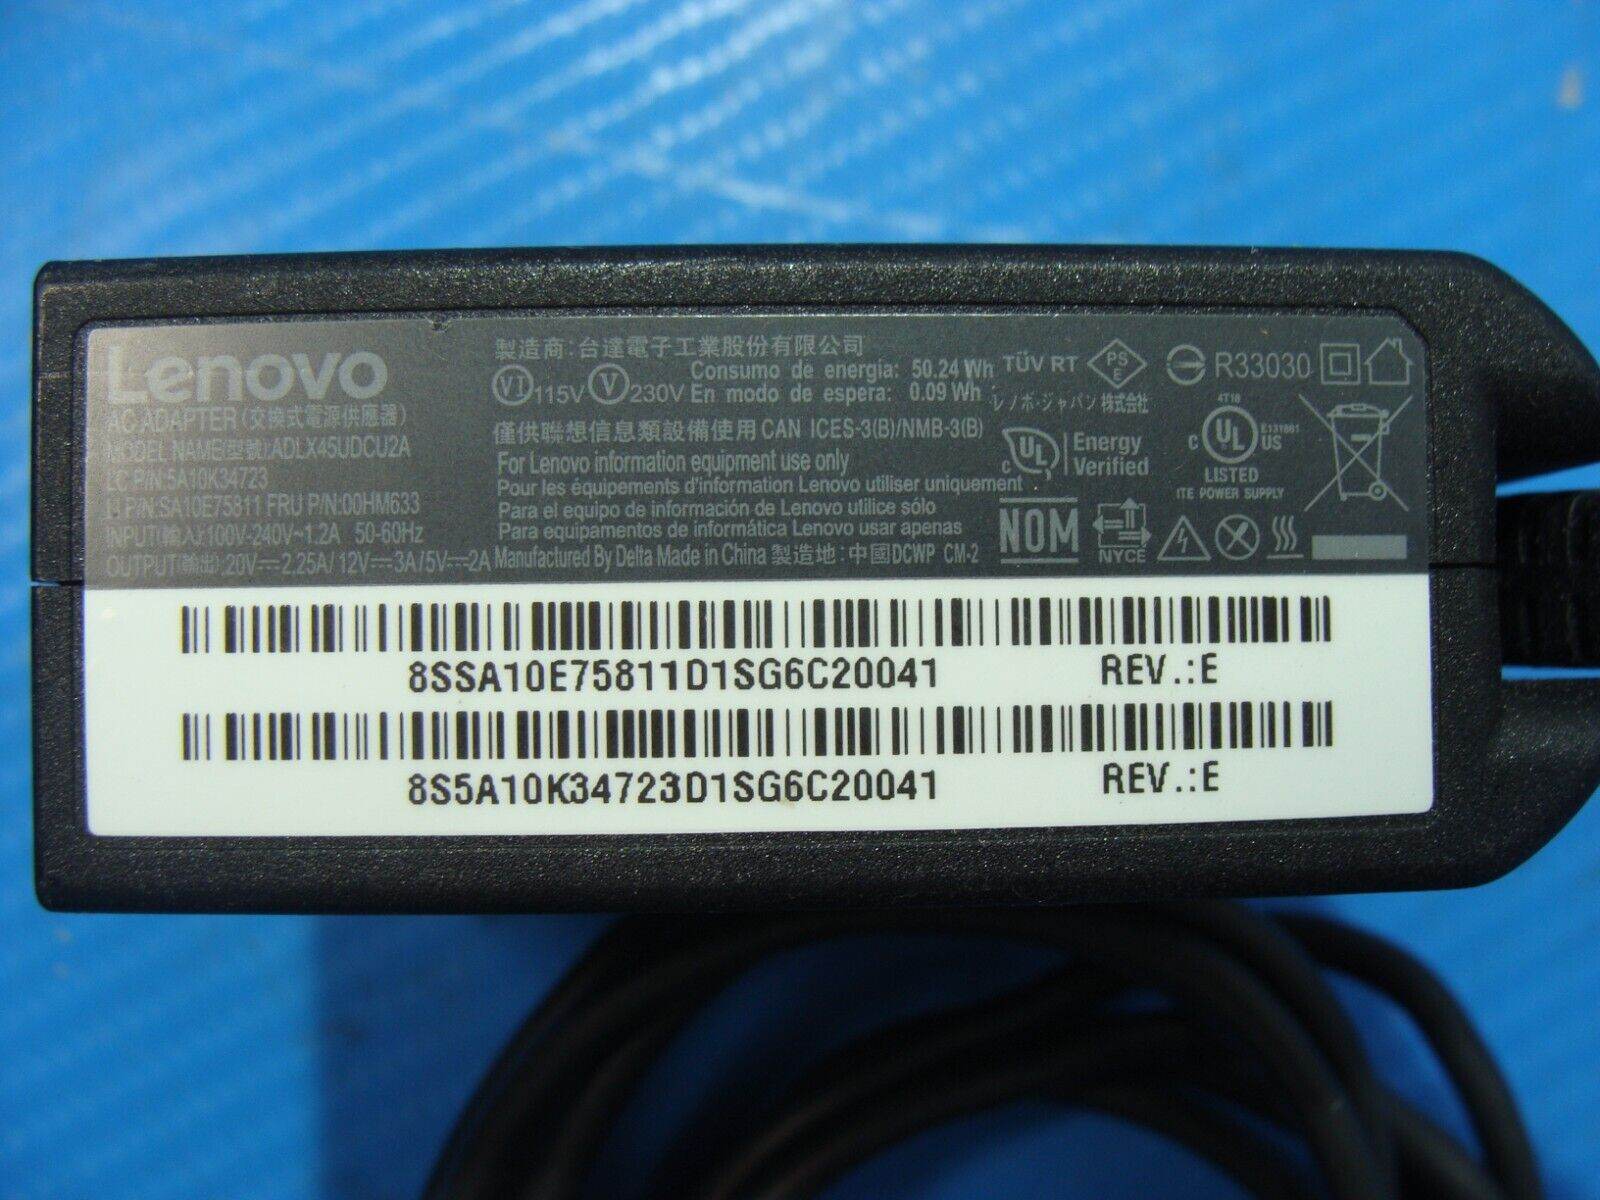 Lenovo
AC ADAPTER(交換式電源供應器)
MODEL NAME(型號):ADLX45UDCU2A
LC P/N:5A10K34723
LI P/N:SA10E75811 FRU P/N:00HM633
INPUT(輸入):100V-240V~1.2A 50-60Hz
OUTPUT(輸出):20V⎓2.25A/12V⎓3A/5V⎓2A
製造商:台達電子工業股份有限公司
VI 115V V 230V
Consumo de energía: 50.24 Wh
En modo de espera: 0.09 Wh
僅供聯想信息類設備使用 CAN ICES-3(B)/NMB-3(B)
For Lenovo information equipment use only
Pour les équipements d'information Lenovo utiliser uniquement
Para el equipo de información de Lenovo utilice sólo
Para equipamentos de informática Lenovo usar apenas
Manufactured By Delta Made in China 製造地:中國DCWP CM-2
TÜV RT
PS
E
R33030
レノボ・ジャパン株式会社
c UL
Energy
Verified
4T18
c UL US
E131881
LISTED
ITE POWER SUPPLY
NOM
NYCE
8SSA10E75811D1SG6C20041 REV.:E
8S5A10K34723D1SG6C20041 REV.:E